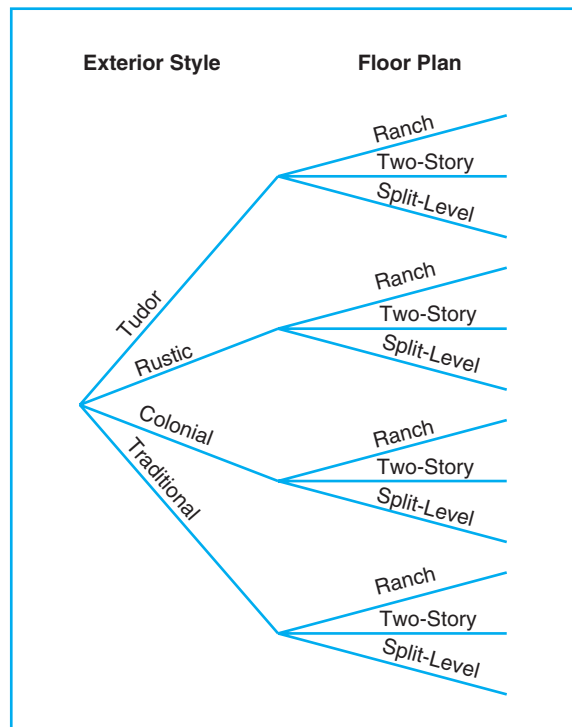 Exterior Style
Floor Plan
Tudor
Rustic
Colonial
Traditional
Ranch
Two-Story
Split-Level
Ranch
Two-Story
Split-Level
Ranch
Two-Story
Split-Level
Ranch
Two-Story
Split-Level